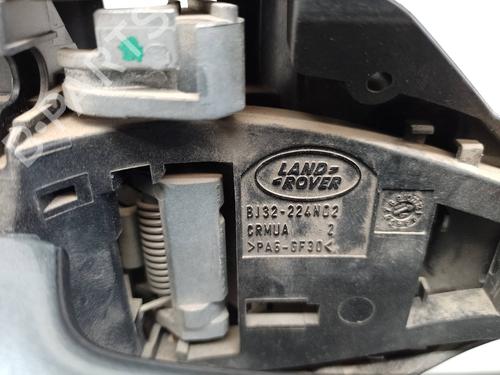 LAND
ROVER
BJ32-224N02
CRMUA 2
>PA6-GF30<